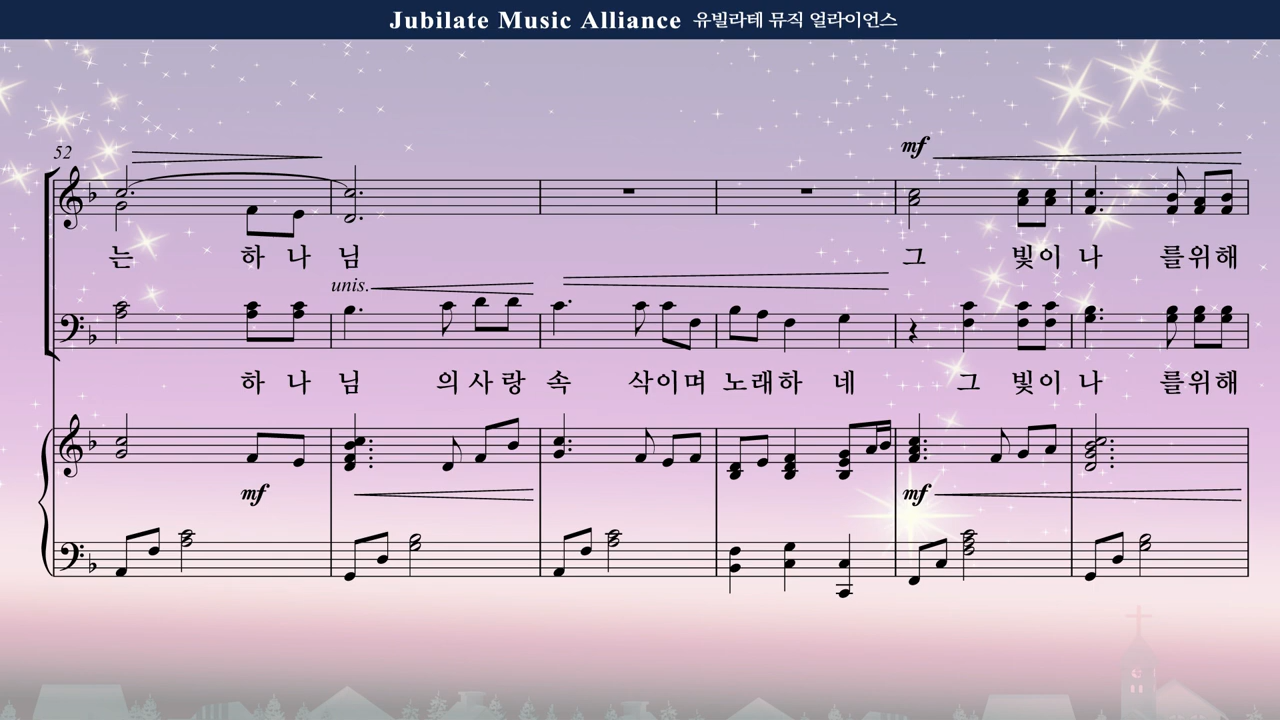 Jubilate Music Alliance 유빌라테 뮤직 얼라이언스
52
mf
는 하 나 님 그 빛이 나 를위해
unis.
하 나 님 의 사 랑 속 삭이며 노래하 네 그 빛이 나 를위해
mf mf